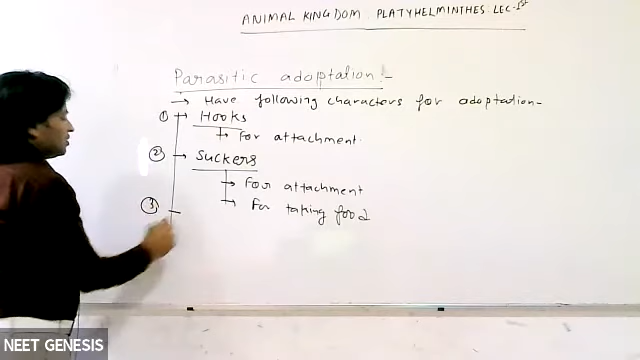 ANIMAL KINGDOM PLATYHELMINTHES LEC-1st
Parasitic adoptation!-
→ Have following characters for adoptation-
① → Hooks
→ For attachment.
② → Suckers
→ For attachment
→ For taking food
③
NEET GENESIS